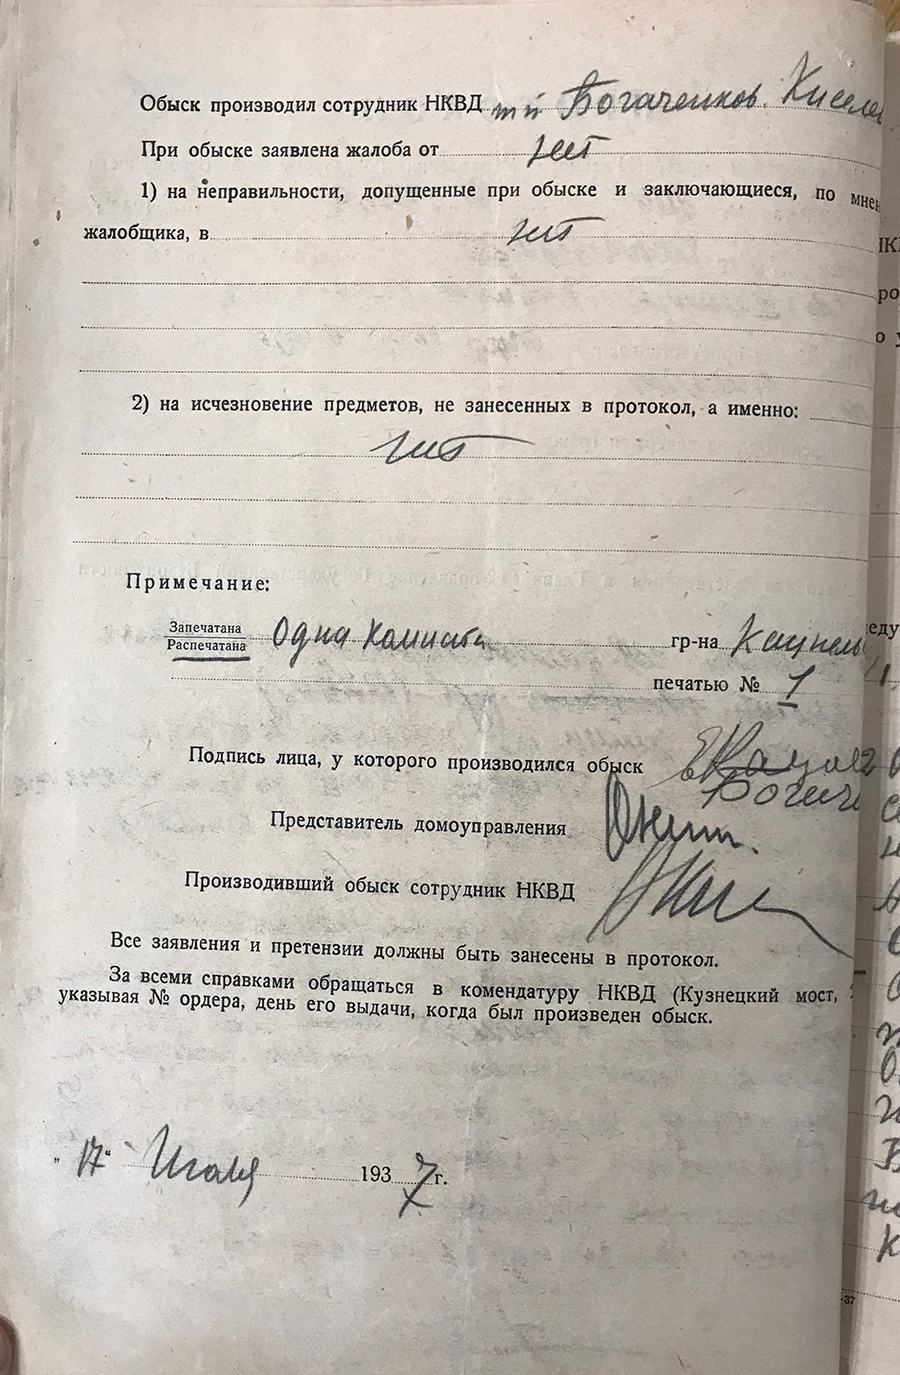 Обыск производил сотрудник НКВД т.т. Богаченков. Киселев
При обыске заявлена жалоба от нет
1) на неправильности, допущенные при обыске и заключающиеся, по мнен
жалобщика, в нет
2) на исчезновение предметов, не занесенных в протокол, а именно:
нет
Примечание:
Запечатана
Распечатана
Одна комната гр-на Кацнель
печатью № 1
Подпись лица, у которого производился обыск
Богаче
Представитель домоуправления
Производивший обыск сотрудник НКВД
Все заявления и претензии должны быть занесены в протокол.
За всеми справками обращаться в комендатуру НКВД (Кузнецкий мост,
указывая № ордера, день его выдачи, когда был произведен обыск.
„17“ Июля 1937 г.